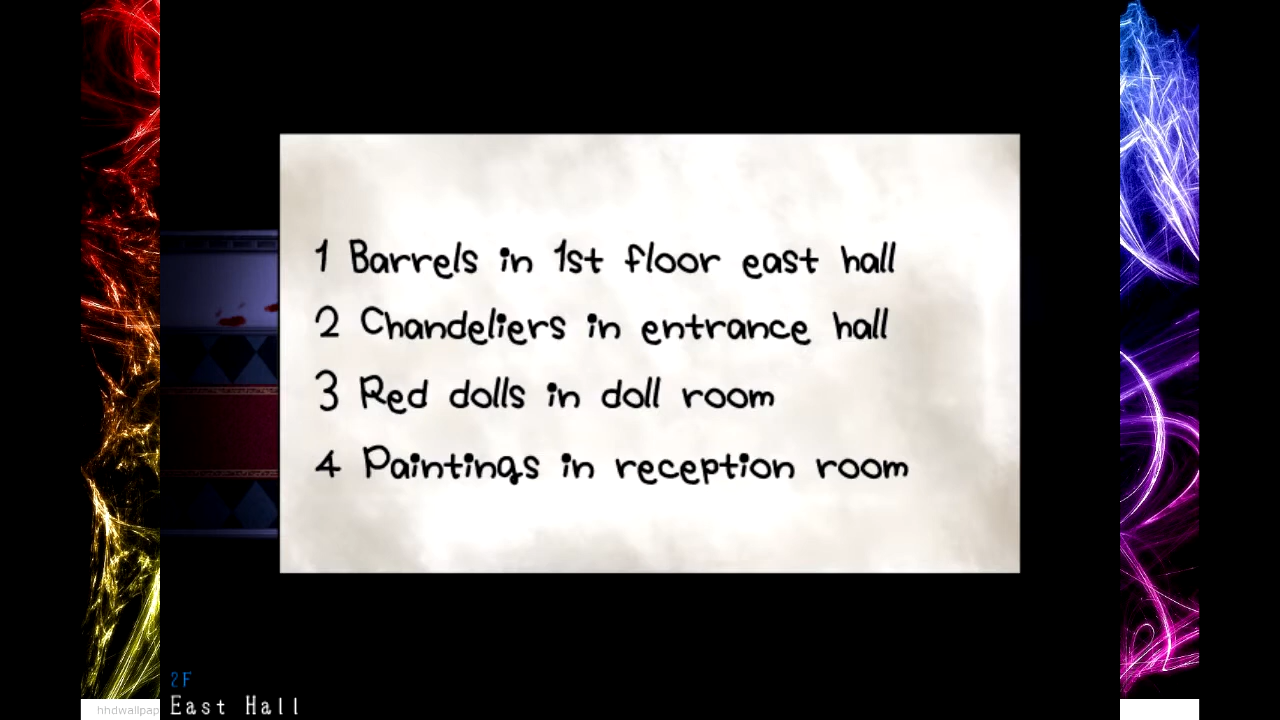 1 Barrels in 1st floor east hall
2 Chandeliers in entrance hall
3 Red dolls in doll room
4 Paintings in reception room
2F
East Hall
hhdwallpap